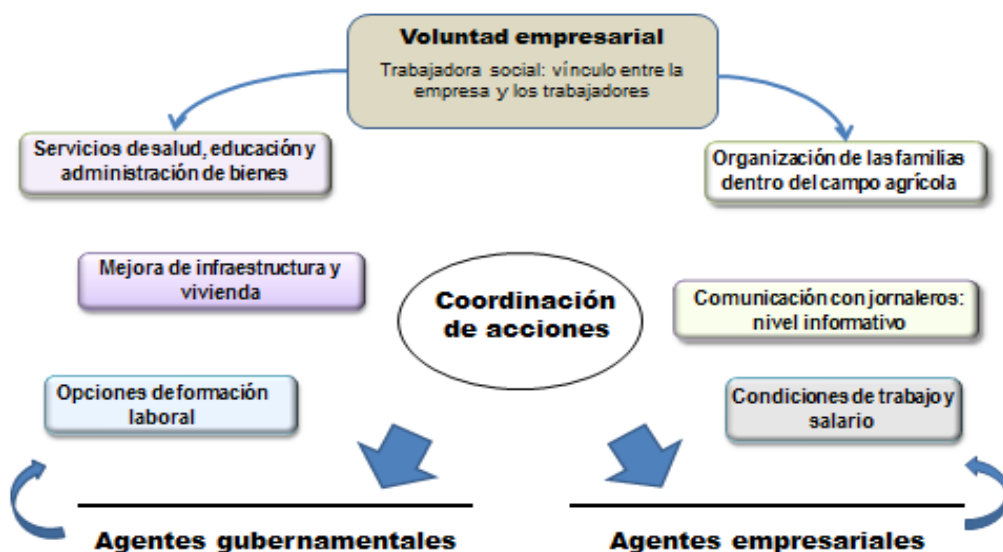 Voluntad empresarial
Trabajadora social: vínculo entre la
empresa y los trabajadores
Servicios de salud, educación y
administración de bienes
Organización de las familias
dentro del campo agrícola
Mejora de infraestructura y
vivienda
Coordinación
de acciones
Comunicación con jornaleros:
nivel informativo
Opciones de formación
laboral
Condiciones de trabajo y
salario
Agentes gubernamentales
Agentes empresariales